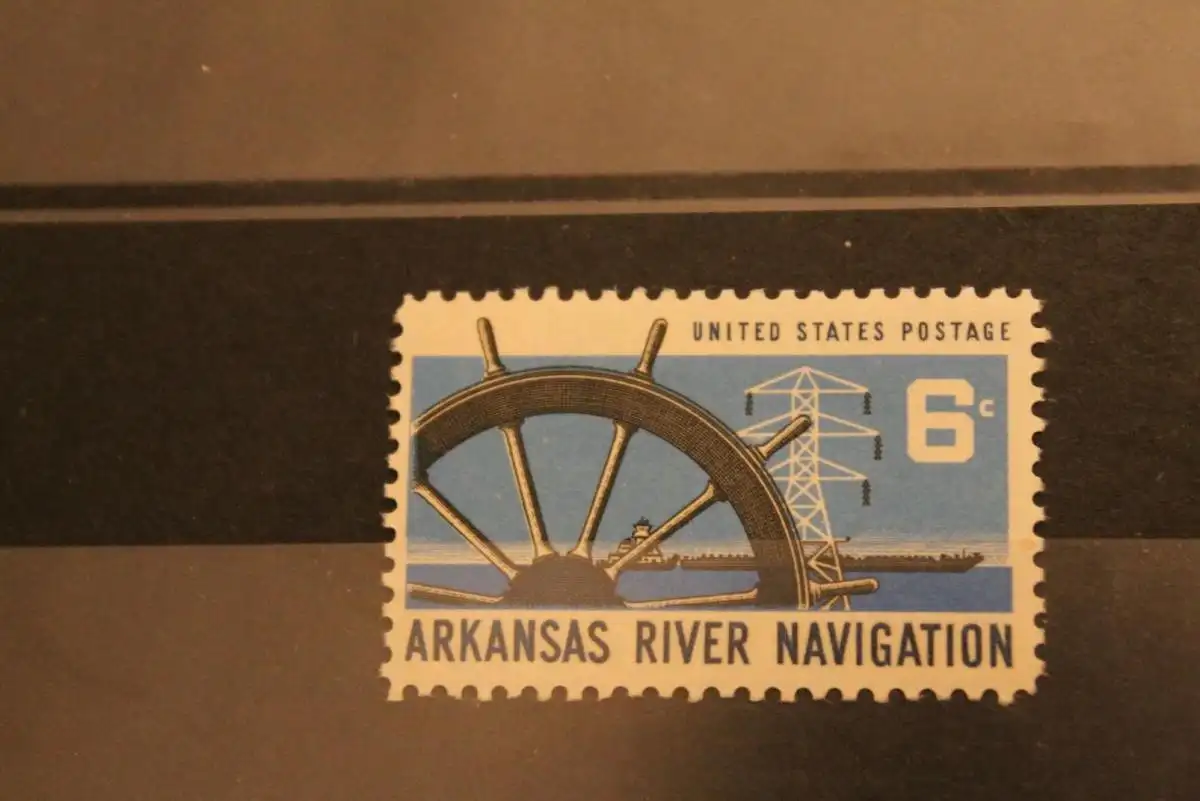 UNITED STATES POSTAGE
6c
ARKANSAS RIVER NAVIGATION